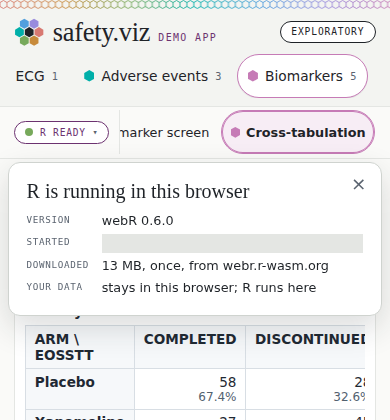 safety.viz DEMO APP
EXPLORATORY
ECG 1
Adverse events 3
Biomarkers 5
R READY ▾
marker screen
Cross-tabulation
R is running in this browser
×
VERSION webR 0.6.0
STARTED
DOWNLOADED 13 MB, once, from webr.r-wasm.org
YOUR DATA stays in this browser; R runs here
ARM \ EOSSTT
COMPLETED
DISCONTINUED
Placebo 58
67.4%
32.6%